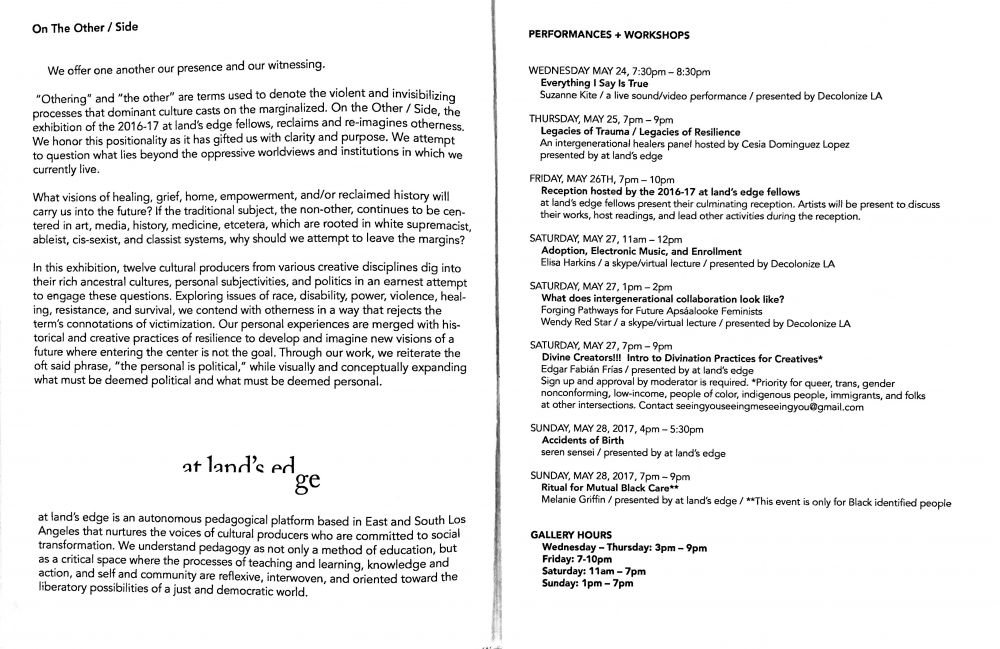 On The Other / Side
We offer one another our presence and our witnessing.
"Othering" and "the other" are terms used to denote the violent and invisibilizing
processes that dominant culture casts on the marginalized. On the Other / Side, the
exhibition of the 2016-17 at land's edge fellows, reclaims and re-imagines otherness.
We honor this positionality as it has gifted us with clarity and purpose. We attempt
to question what lies beyond the oppressive worldviews and institutions in which we
currently live.
What visions of healing, grief, home, empowerment, and/or reclaimed history will
carry us into the future? If the traditional subject, the non-other, continues to be cen-
tered in art, media, history, medicine, etcetera, which are rooted in white supremacist,
ableist, cis-sexist, and classist systems, why should we attempt to leave the margins?
In this exhibition, twelve cultural producers from various creative disciplines dig into
their rich ancestral cultures, personal subjectivities, and politics in an earnest attempt
to engage these questions. Exploring issues of race, disability, power, violence, heal-
ing, resistance, and survival, we contend with otherness in a way that rejects the
term's connotations of victimization. Our personal experiences are merged with his-
torical and creative practices of resilience to develop and imagine new visions of a
future where entering the center is not the goal. Through our work, we reiterate the
oft said phrase, "the personal is political," while visually and conceptually expanding
what must be deemed political and what must be deemed personal.
at land's edge
at land's edge is an autonomous pedagogical platform based in East and South Los
Angeles that nurtures the voices of cultural producers who are committed to social
transformation. We understand pedagogy as not only a method of education, but
as a critical space where the processes of teaching and learning, knowledge and
action, and self and community are reflexive, interwoven, and oriented toward the
liberatory possibilities of a just and democratic world.
PERFORMANCES + WORKSHOPS
WEDNESDAY MAY 24, 7:30pm – 8:30pm
Everything I Say Is True
Suzanne Kite / a live sound/video performance / presented by Decolonize LA
THURSDAY, MAY 25, 7pm – 9pm
Legacies of Trauma / Legacies of Resilience
An intergenerational healers panel hosted by Cesia Dominguez Lopez
presented by at land's edge
FRIDAY, MAY 26TH, 7pm – 10pm
Reception hosted by the 2016-17 at land's edge fellows
at land's edge fellows present their culminating reception. Artists will be present to discuss
their works, host readings, and lead other activities during the reception.
SATURDAY, MAY 27, 11am – 12pm
Adoption, Electronic Music, and Enrollment
Elisa Harkins / a skype/virtual lecture / presented by Decolonize LA
SATURDAY, MAY 27, 1pm – 2pm
What does intergenerational collaboration look like?
Forging Pathways for Future Apsáalooke Feminists
Wendy Red Star / a skype/virtual lecture / presented by Decolonize LA
SATURDAY, MAY 27, 7pm – 9pm
Divine Creators!!! Intro to Divination Practices for Creatives*
Edgar Fabián Frías / presented by at land's edge
Sign up and approval by moderator is required. *Priority for queer, trans, gender
nonconforming, low-income, people of color, indigenous people, immigrants, and folks
at other intersections. Contact seeingyouseeingmeseeingyou@gmail.com
SUNDAY, MAY 28, 2017, 4pm – 5:30pm
Accidents of Birth
seren sensei / presented by at land's edge
SUNDAY, MAY 28, 2017, 7pm – 9pm
Ritual for Mutual Black Care**
Melanie Griffin / presented by at land's edge / **This event is only for Black identified people
GALLERY HOURS
Wednesday – Thursday: 3pm – 9pm
Friday: 7-10pm
Saturday: 11am – 7pm
Sunday: 1pm – 7pm